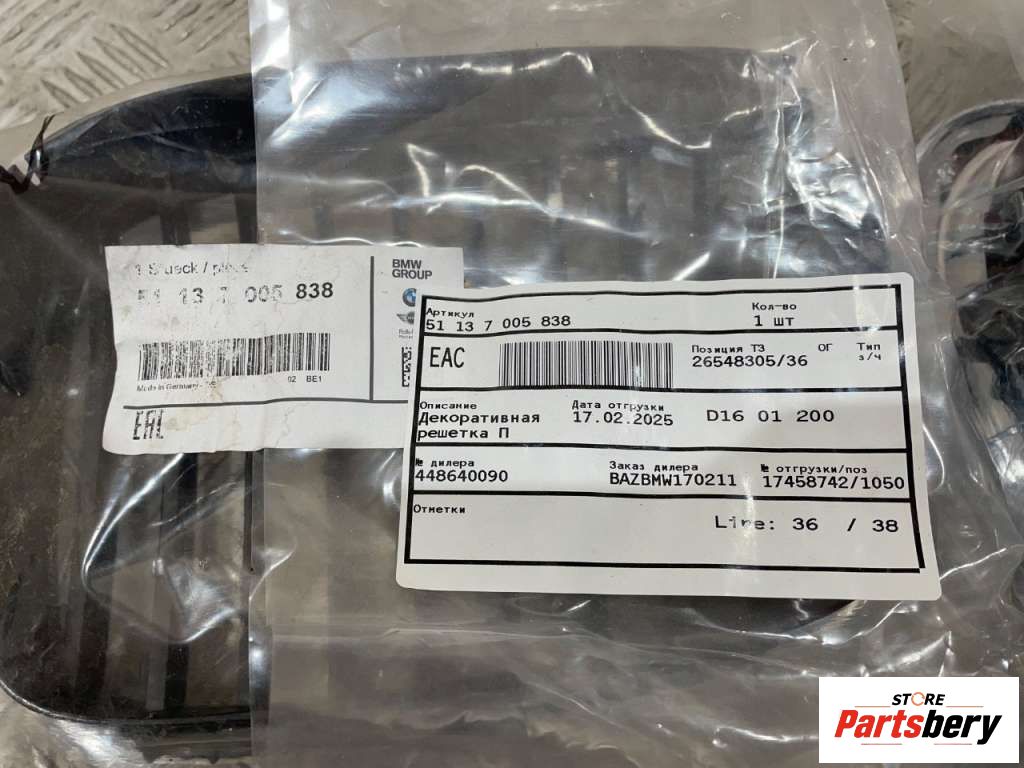 1 Stueck / piece
51 13 7 005 838
Made in Germany
02 BE1
EAC
BMW
GROUP
Артикул
51 13 7 005 838
Кол-во
1 шт
EAC
Позиция ТЗ
26548305/36
ОГ
Тип
з/ч
Описание
Декоративная
решетка П
Дата отгрузки
17.02.2025
D16 01 200
№ дилера
448640090
Заказ дилера
BAZBMW170211
№ отгрузки/поз
17458742/1050
Отметки
Line: 36 / 38
STORE
Partsbery